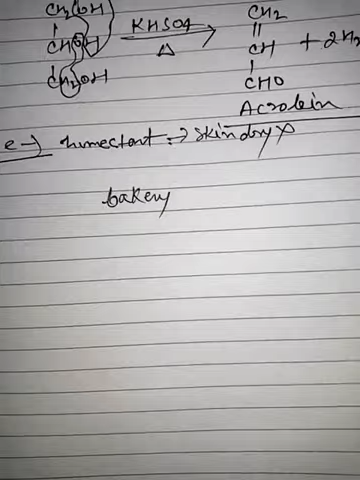 CH2OH CH2
CHOH KHSO4 → CH + 2H2
Δ
CH2OH CHO
Acrolein
e → humectant :→ skin dry ✗
bakery